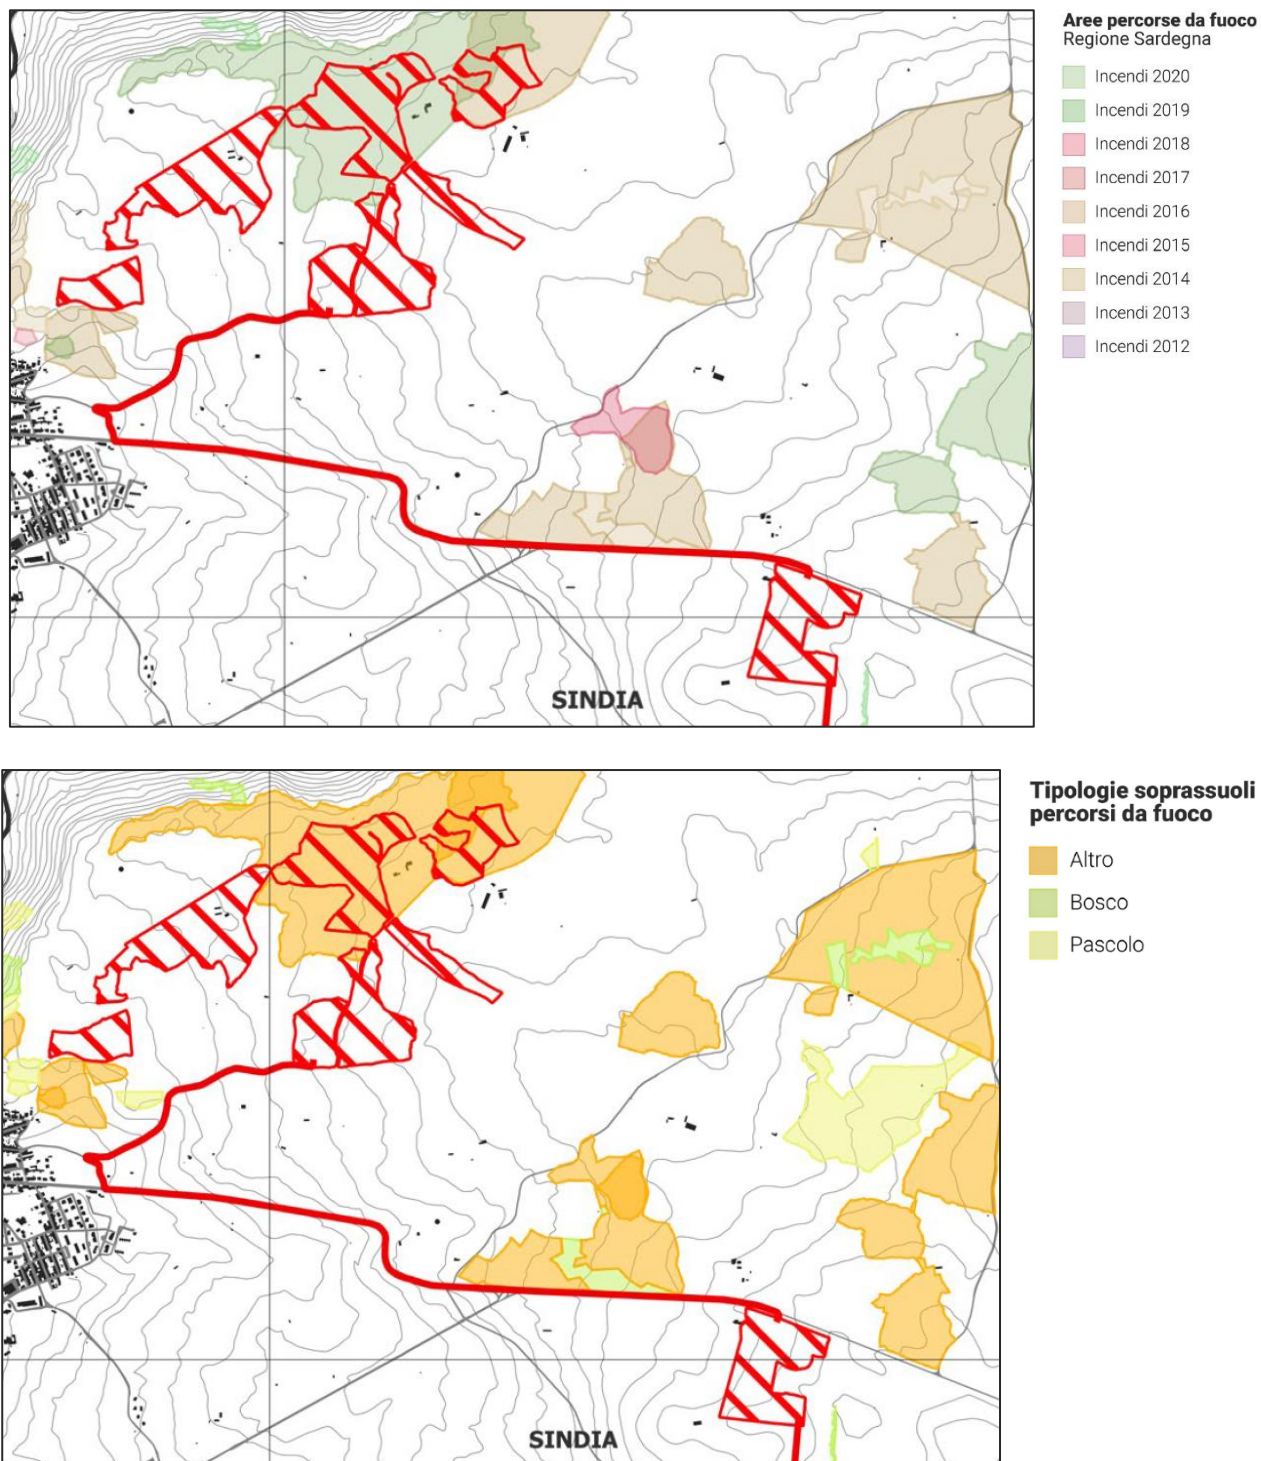 Aree percorse da fuoco
Regione Sardegna
Incendi 2020
Incendi 2019
Incendi 2018
Incendi 2017
Incendi 2016
Incendi 2015
Incendi 2014
Incendi 2013
Incendi 2012
SINDIA
Tipologie soprassuoli
percorsi da fuoco
Altro
Bosco
Pascolo
SINDIA